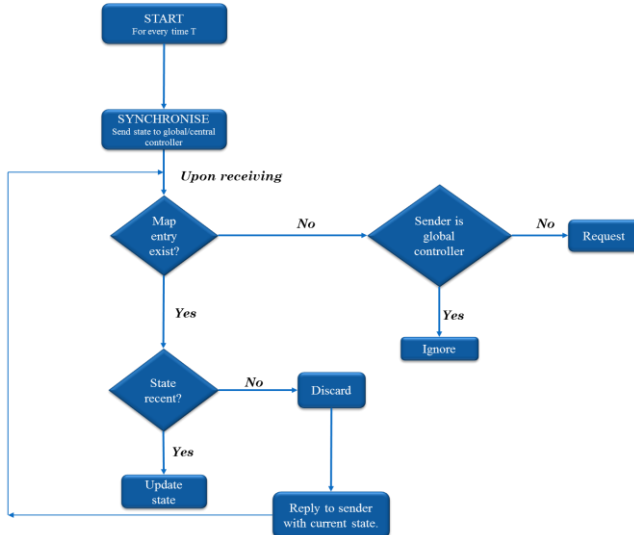 START
For every time T
SYNCHRONISE
Send state to global/central
controller
Upon receiving
Map
entry
exist?
No
Sender is
global
controller
No
Request
Yes
Yes
Ignore
State
recent?
No
Discard
Yes
Update
state
Reply to sender
with current state.